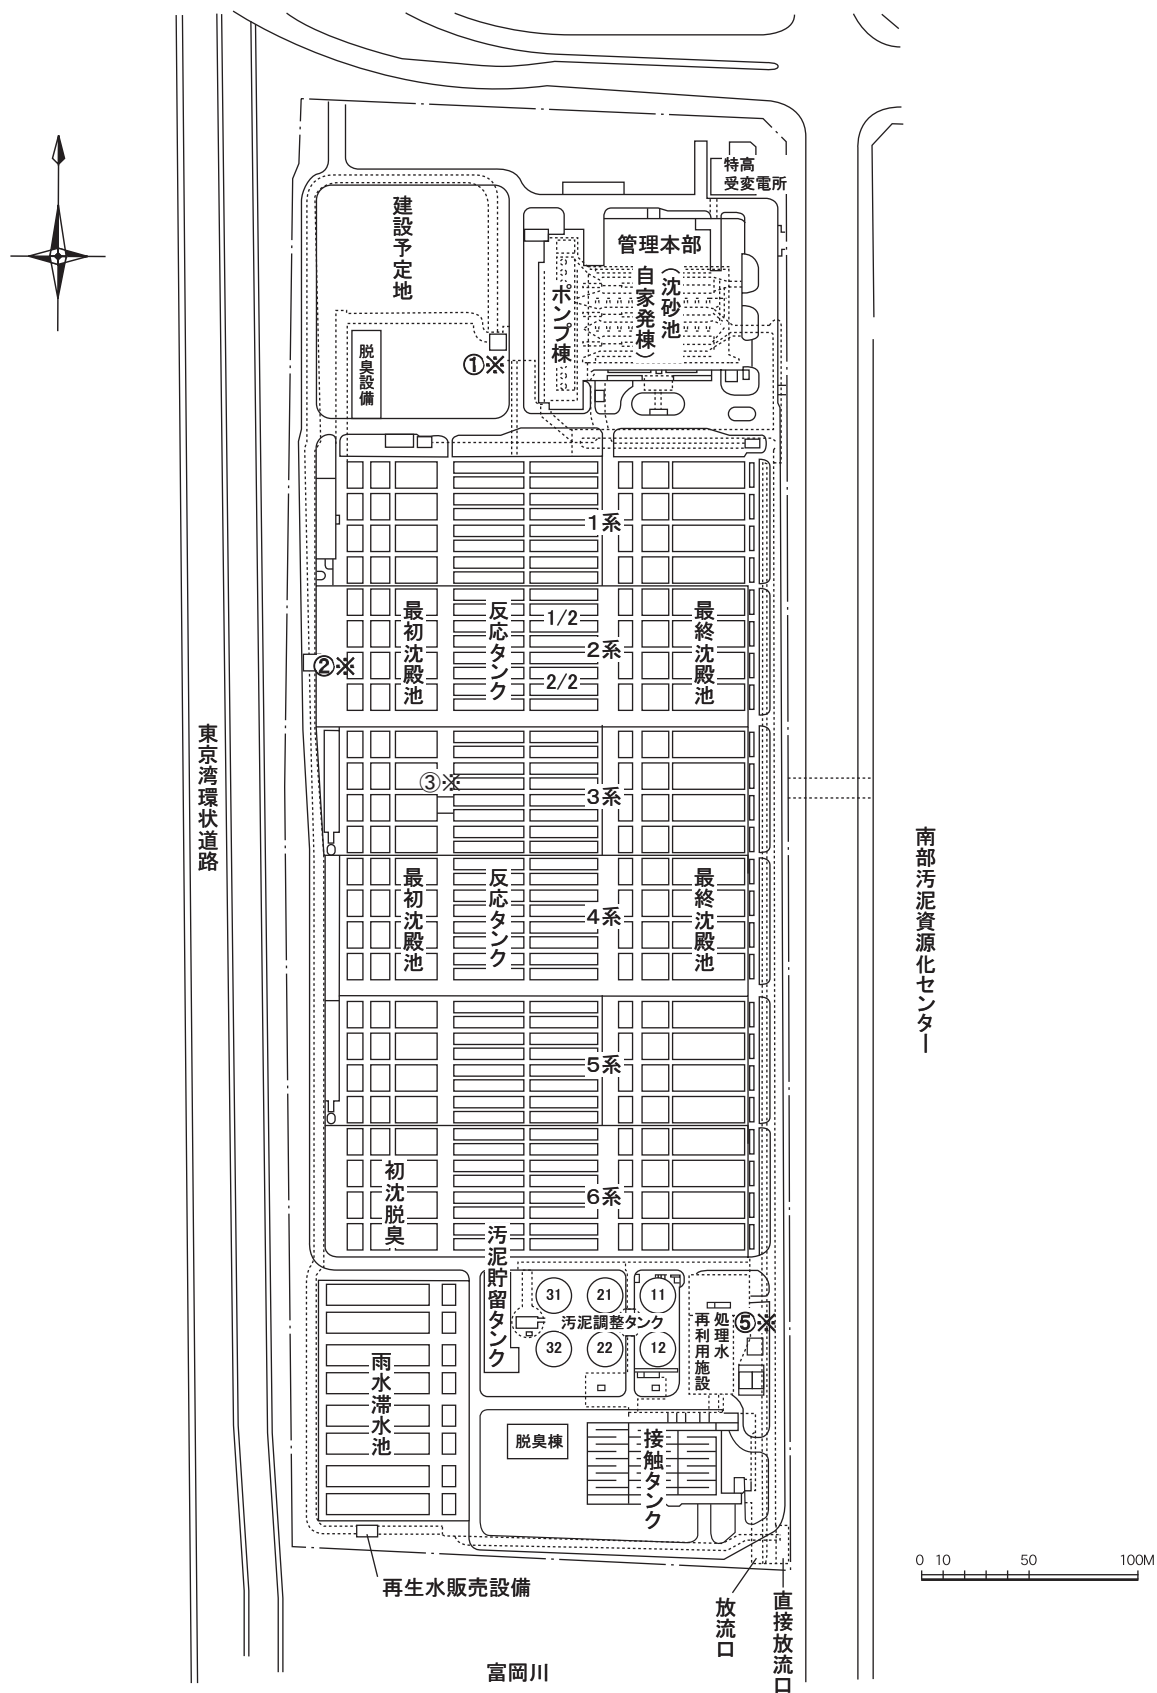 特高
受変電所
建設予定地
管理本部
(沈砂池
自家発棟)
ポンプ棟
脱臭設備
①※
1系
最初沈殿池
反応タンク
1/2
2系
2/2
最終沈殿池
②※
東京湾環状道路
③※
3系
南部汚泥資源化センター
最初沈殿池
反応タンク
4系
最終沈殿池
5系
初沈脱臭
6系
汚泥貯留タンク
31
21
11
汚泥調整タンク
32
22
12
処理水
再利用施設
⑤※
雨水滞水池
脱臭棟
接触タンク
再生水販売設備
放流口
直接放流口
0 10 50 100M
富岡川